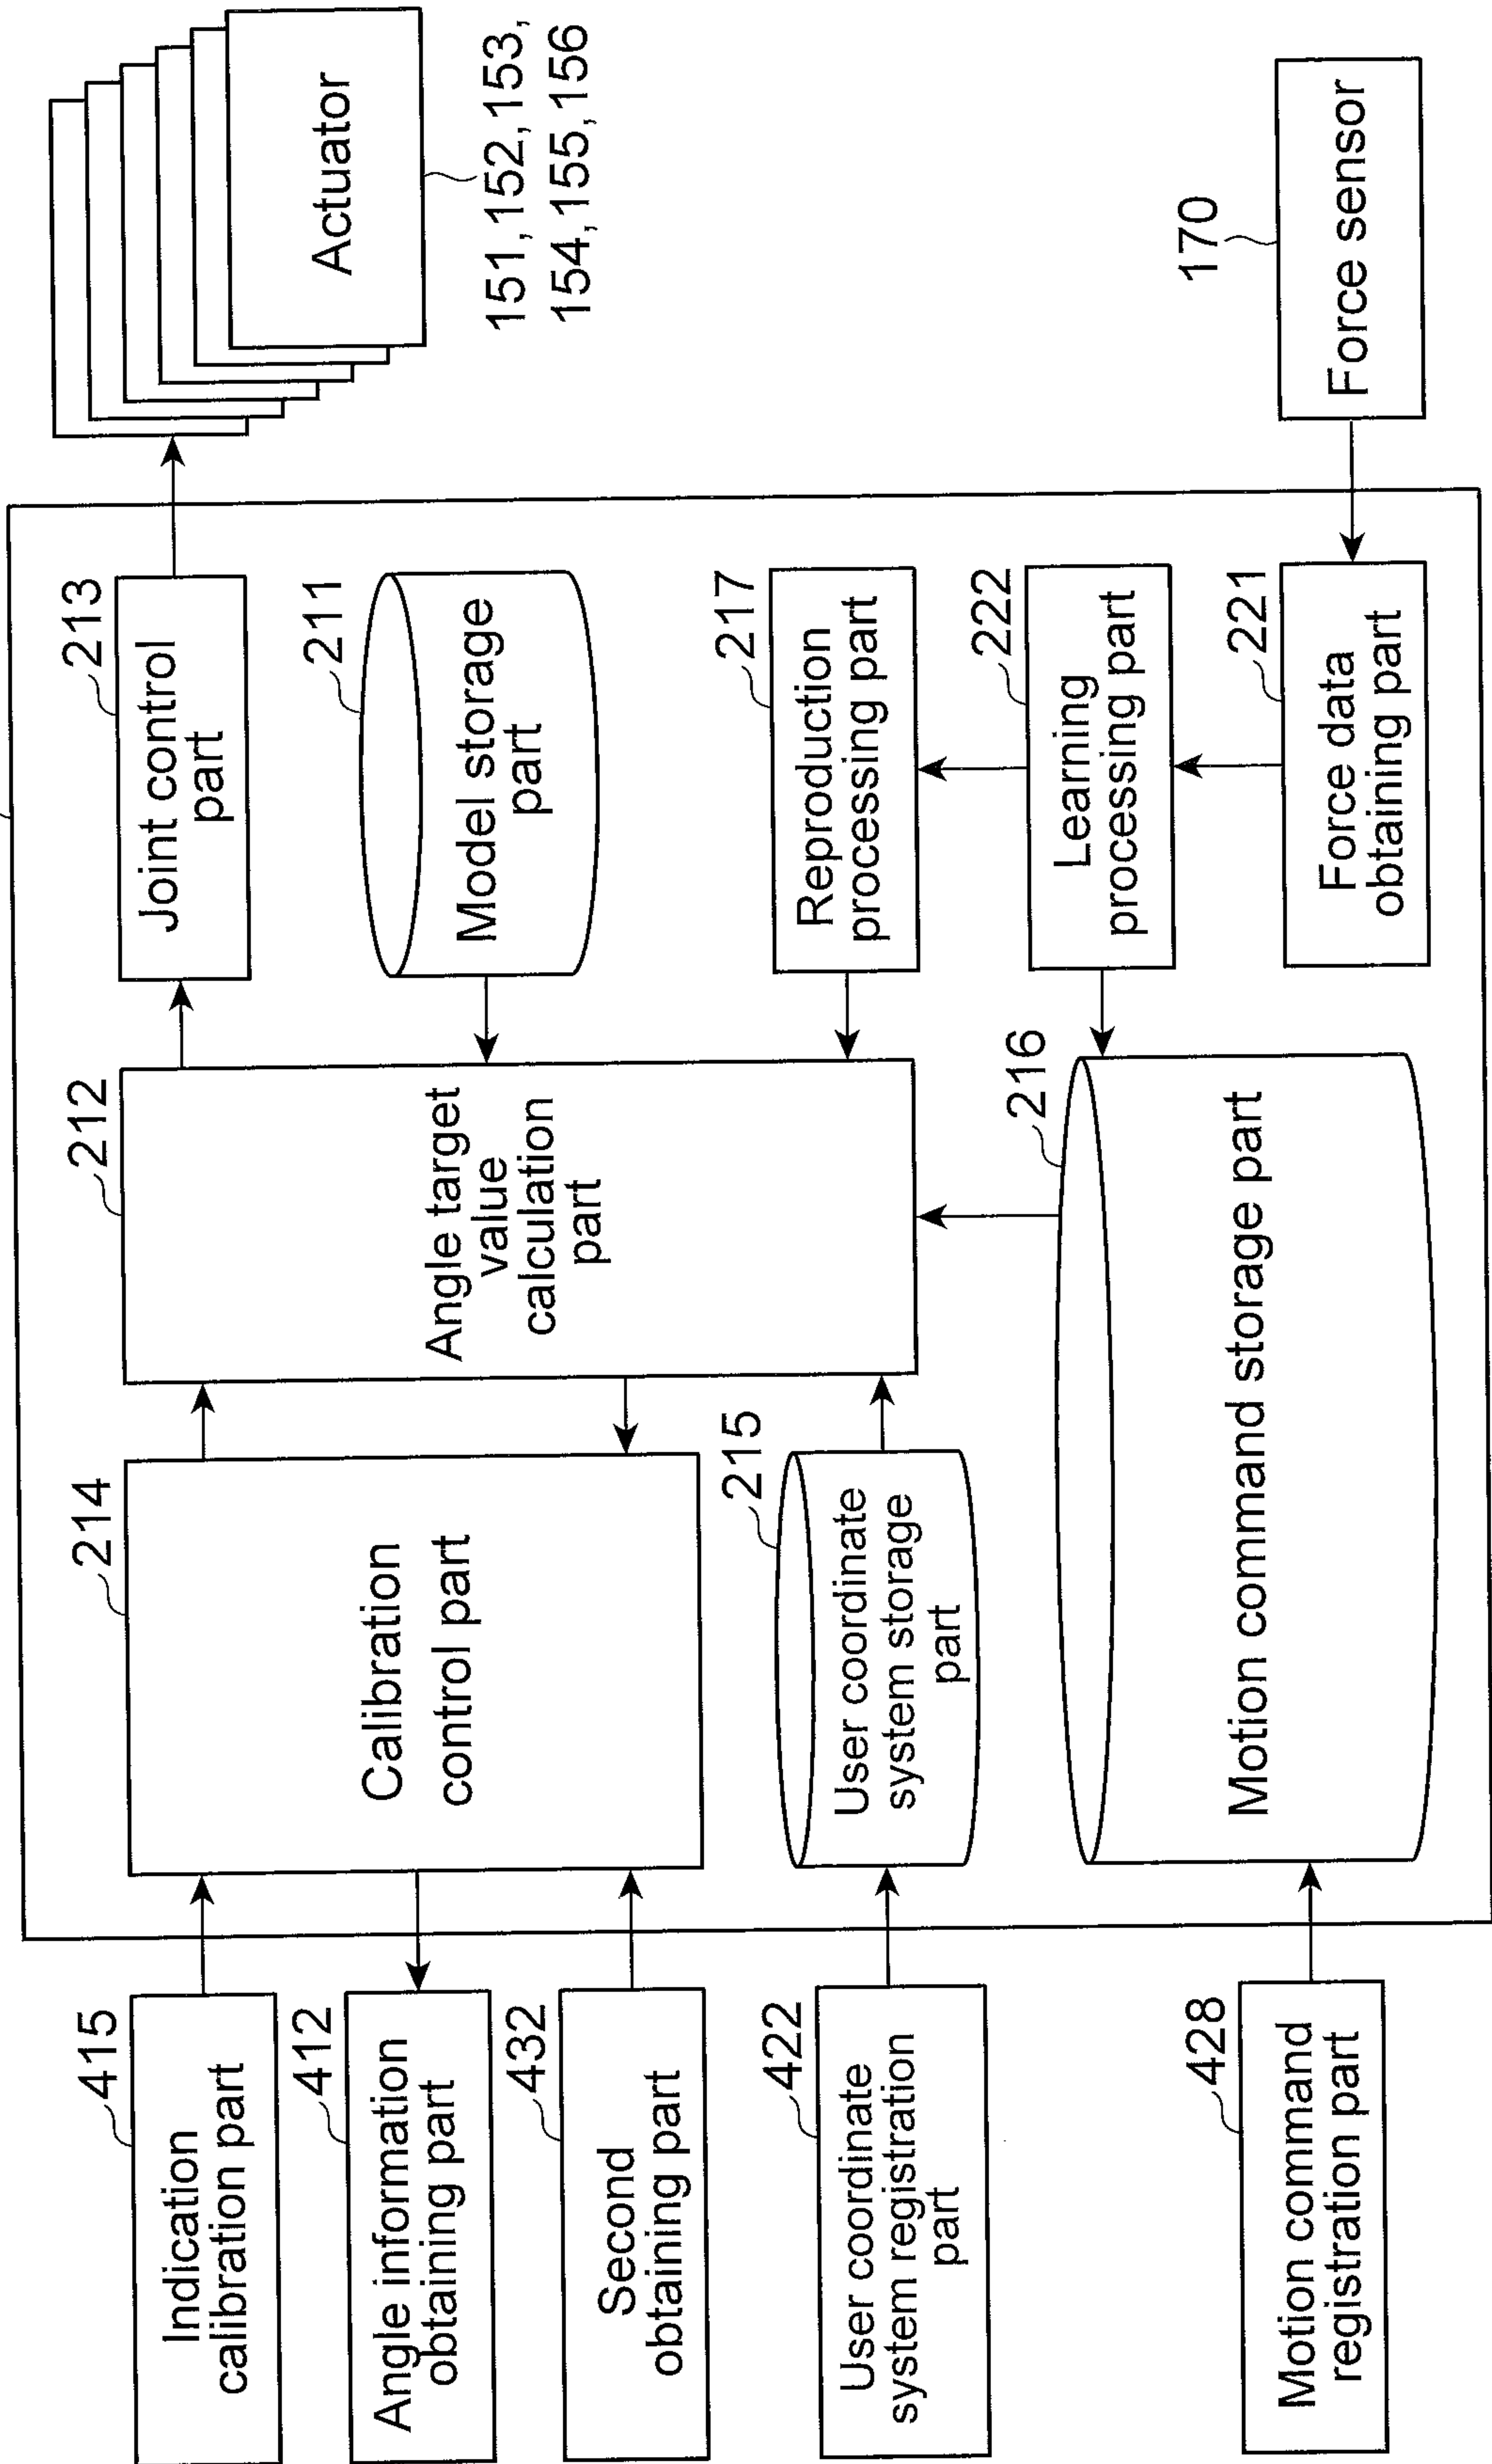 415
Indication
calibration part
412
Angle information
obtaining part
432
Second
obtaining part
422
User coordinate
system registration
part
428
Motion command
registration part
214
Calibration
control part
215
User coordinate
system storage
part
216
Motion command storage part
212
Angle target
value
calculation
part
213
Joint control
part
211
Model storage
part
217
Reproduction
processing part
222
Learning
processing part
221
Force data
obtaining part
Actuator
151,152,153,
154,155,156
170
Force sensor